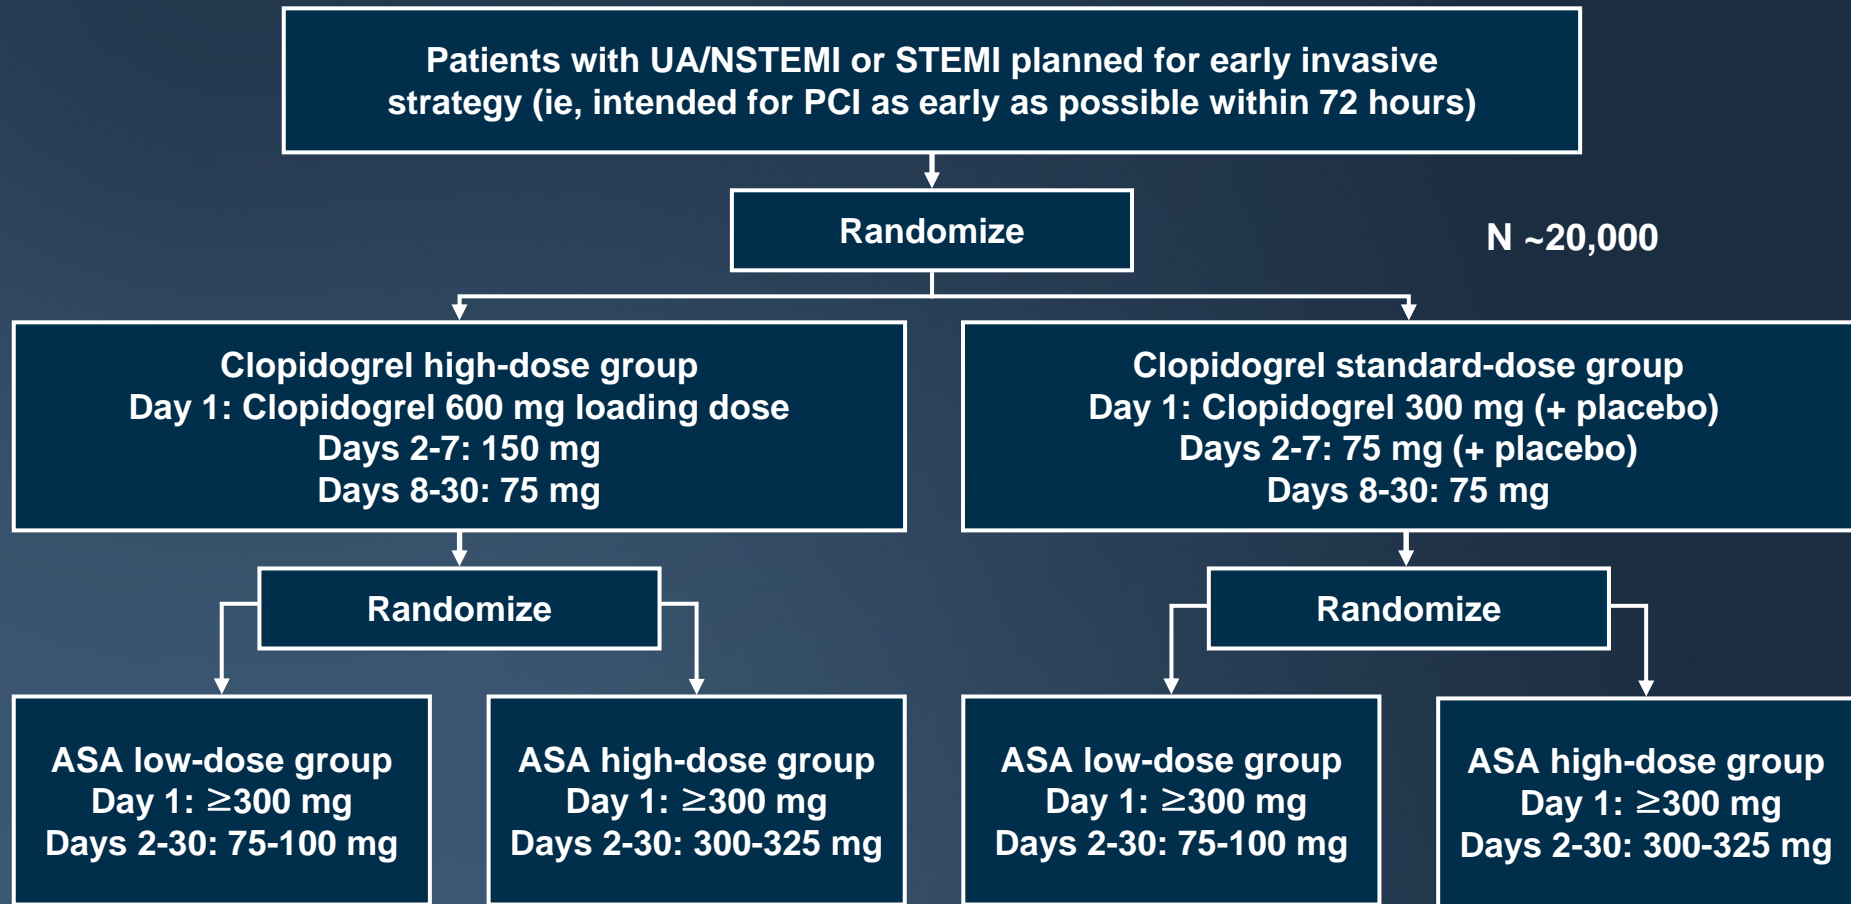 Patients with UA/NSTEMI or STEMI planned for early invasive
strategy (ie, intended for PCI as early as possible within 72 hours)
Randomize
N ~20,000
Clopidogrel high-dose group
Day 1: Clopidogrel 600 mg loading dose
Days 2-7: 150 mg
Days 8-30: 75 mg
Clopidogrel standard-dose group
Day 1: Clopidogrel 300 mg (+ placebo)
Days 2-7: 75 mg (+ placebo)
Days 8-30: 75 mg
Randomize
Randomize
ASA low-dose group
Day 1: ≥300 mg
Days 2-30: 75-100 mg
ASA high-dose group
Day 1: ≥300 mg
Days 2-30: 300-325 mg
ASA low-dose group
Day 1: ≥300 mg
Days 2-30: 75-100 mg
ASA high-dose group
Day 1: ≥300 mg
Days 2-30: 300-325 mg